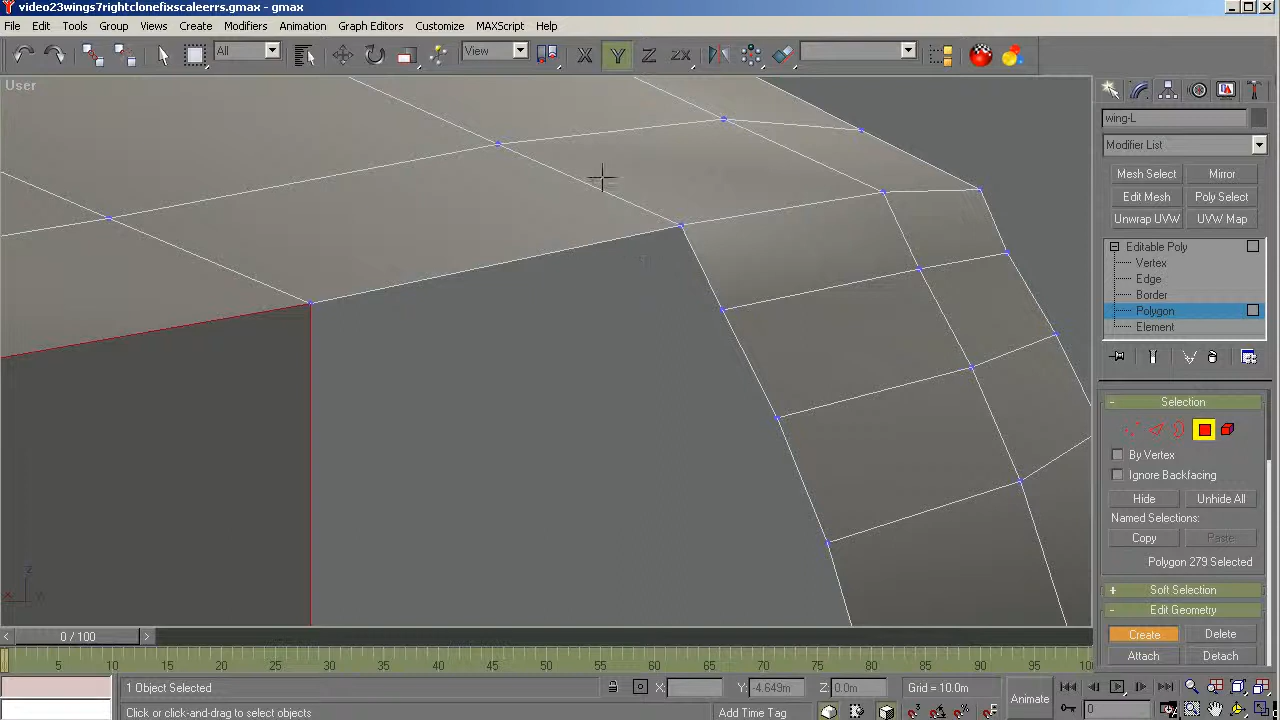 video23wings7rightclonefixscaleerrs.gmax - gmax
File Edit Tools Group Views Create Modifiers Animation Graph Editors Customize MAXScript Help
All View X Y Z ZX
User
wing-L
Modifier List
Mesh Select Mirror
Edit Mesh Poly Select
Unwrap UVW UVW Map
Editable Poly
Vertex
Edge
Border
Polygon
Element
- Selection
By Vertex
Ignore Backfacing
Hide Unhide All
Named Selections:
Copy Paste
Polygon 279 Selected
+ Soft Selection
- Edit Geometry
Create Delete
Attach Detach
< 0 / 100 >
5 10 15 20 25 30 35 40 45 50 55 60 65 70 75 80 85 90 95 10
1 Object Selected X: Y: -4.649m Z: 0.0m Grid = 10.0m Animate
Click or click-and-drag to select objects Add Time Tag 0